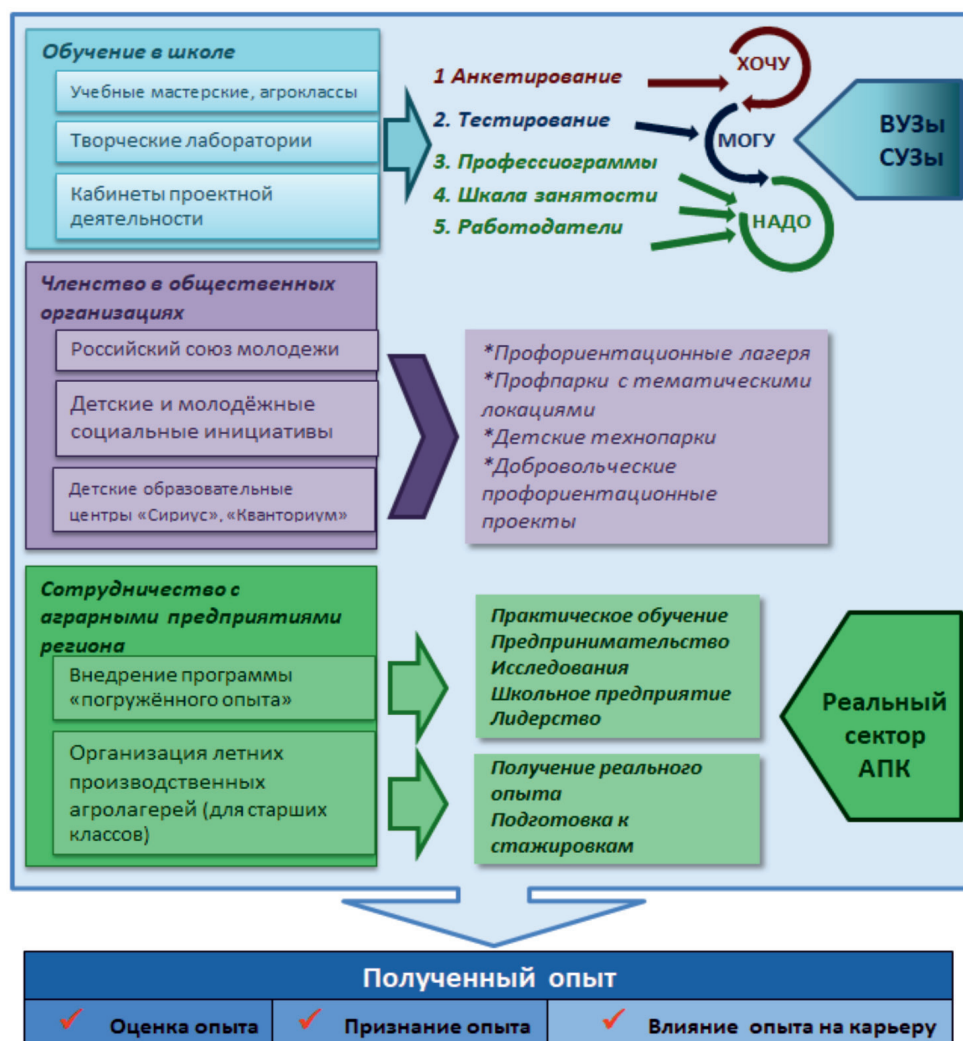 Обучение в школе
Учебные мастерские, агроклассы
Творческие лаборатории
Кабинеты проектной
деятельности
1 Анкетирование
2. Тестирование
3. Профессиограммы
4. Шкала занятости
5. Работодатели
ХОЧУ
МОГУ
НАДО
ВУЗы
СУЗы
Членство в общественных
организациях
Российский союз молодежи
Детские и молодёжные
социальные инициативы
Детские образовательные
центры «Сириус», «Кванториум»
*Профориентационные лагеря
*Профпарки с тематическими
локациями
*Детские технопарки
*Добровольческие
профориентационные
проекты
Сотрудничество с
аграрными предприятиями
региона
Внедрение программы
«погружённого опыта»
Организация летних
производственных
агролагерей (для старших
классов)
Практическое обучение
Предпринимательство
Исследования
Школьное предприятие
Лидерство
Получение реального
опыта
Подготовка к
стажировкам
Реальный
сектор
АПК
Полученный опыт
Оценка опыта
Признание опыта
Влияние опыта на карьеру